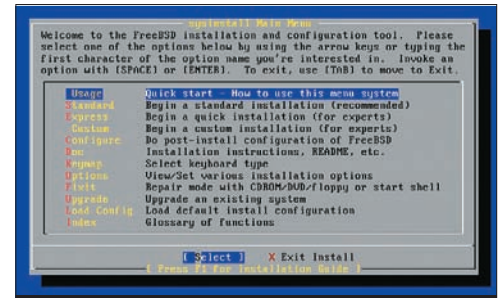 sysinstall Main Menu
Welcome to the FreeBSD installation and configuration tool. Please
select one of the options below by using the arrow keys or typing the
first character of the option name you're interested in. Invoke an
option with [SPACE] or [ENTER]. To exit, use [TAB] to move to Exit.
Usage Quick start - How to use this menu system
Standard Begin a standard installation (recommended)
Express Begin a quick installation (for experts)
Custom Begin a custom installation (for experts)
Configure Do post-install configuration of FreeBSD
Doc Installation instructions, README, etc.
Keymap Select keyboard type
Options View/Set various installation options
Fixit Repair mode with CDROM/DVD/floppy or start shell
Upgrade Upgrade an existing system
Load Config Load default install configuration
Index Glossary of functions
[ Select ] X Exit Install
[ Press F1 for Installation Guide ]